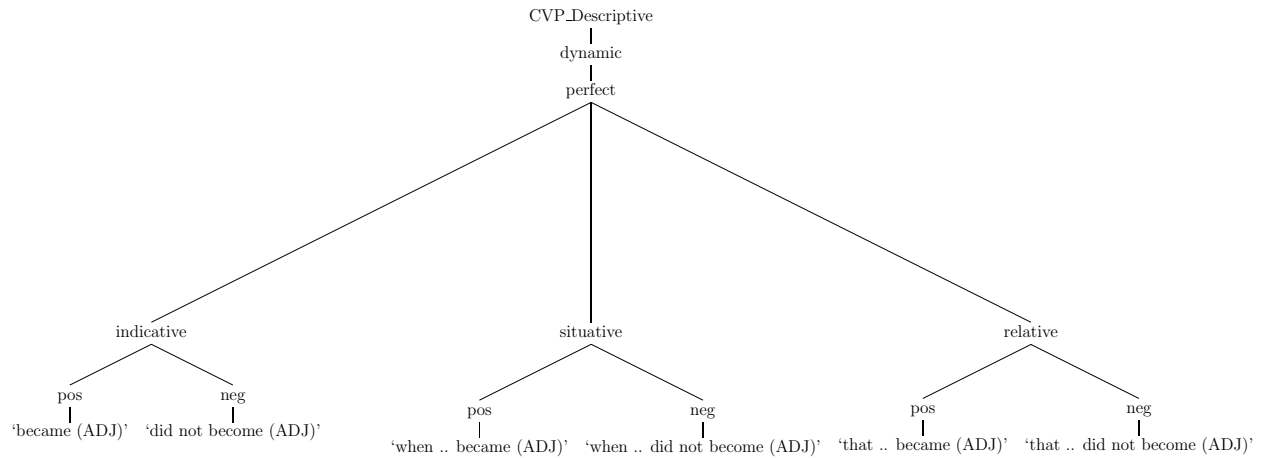 CVP_Descriptive
dynamic
perfect
indicative situative relative
pos neg pos neg pos neg
‘became (ADJ)’ ‘did not become (ADJ)’ ‘when .. became (ADJ)’ ‘when .. did not become (ADJ)’ ‘that .. became (ADJ)’ ‘that .. did not become (ADJ)’